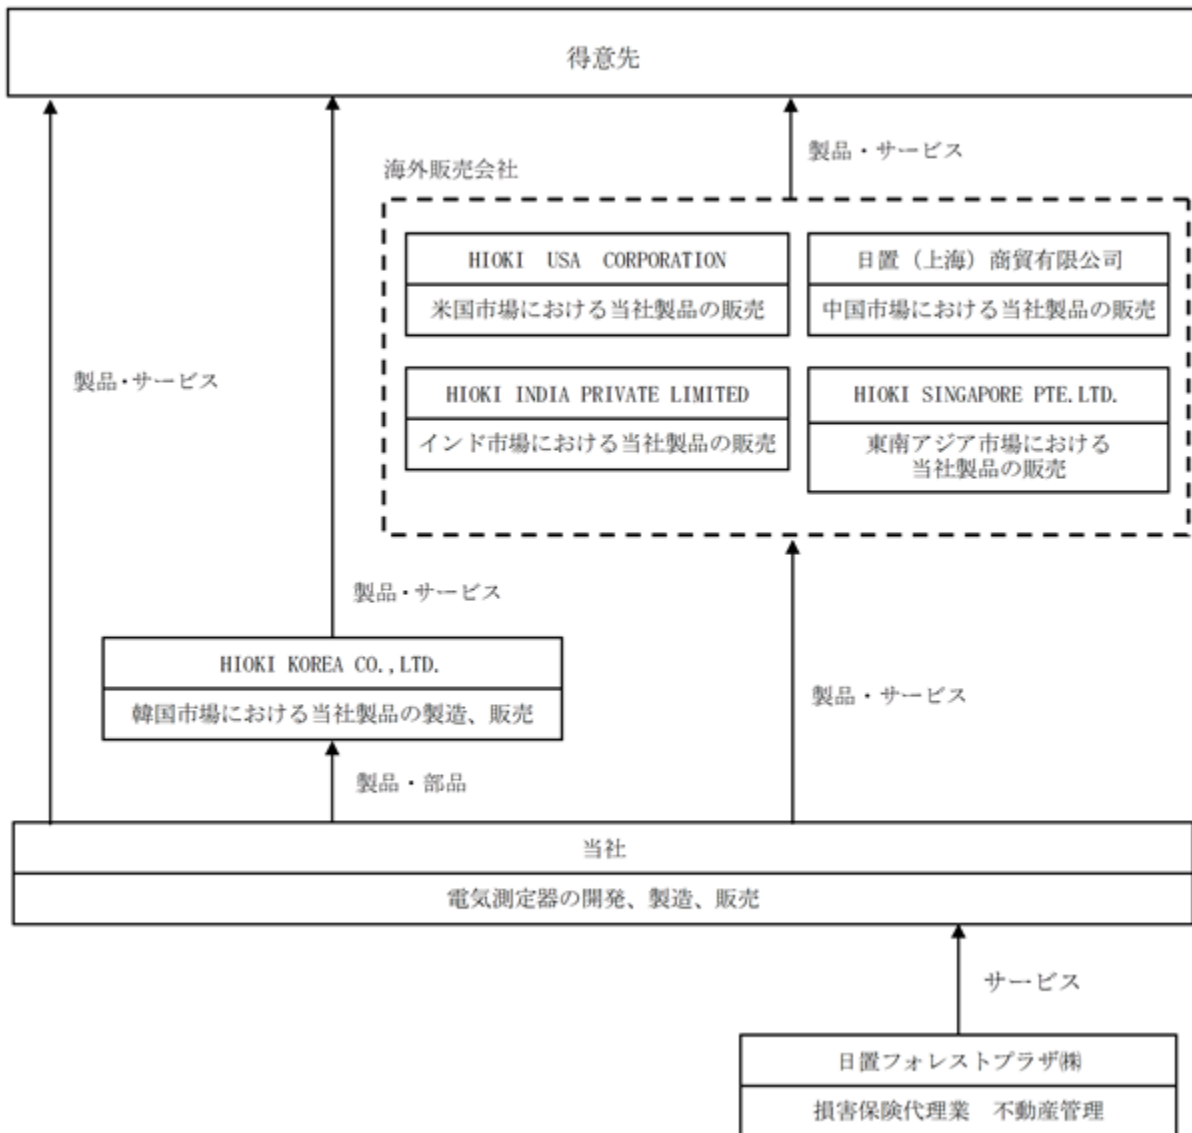 得意先
製品・サービス
海外販売会社
HIOKI USA CORPORATION
日置（上海）商貿有限公司
米国市場における当社製品の販売
中国市場における当社製品の販売
製品・サービス
HIOKI INDIA PRIVATE LIMITED
HIOKI SINGAPORE PTE.LTD.
インド市場における当社製品の販売
東南アジア市場における
当社製品の販売
製品・サービス
HIOKI KOREA CO.,LTD.
韓国市場における当社製品の製造、販売
製品・サービス
製品・部品
当社
電気測定器の開発、製造、販売
サービス
日置フォレストプラザ㈱
損害保険代理業　不動産管理